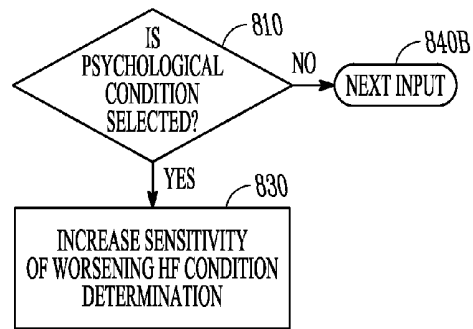 810
IS
PSYCHOLOGICAL
CONDITION
SELECTED?
NO
840B
NEXT INPUT
YES
830
INCREASE SENSITIVITY
OF WORSENING HF CONDITION
DETERMINATION